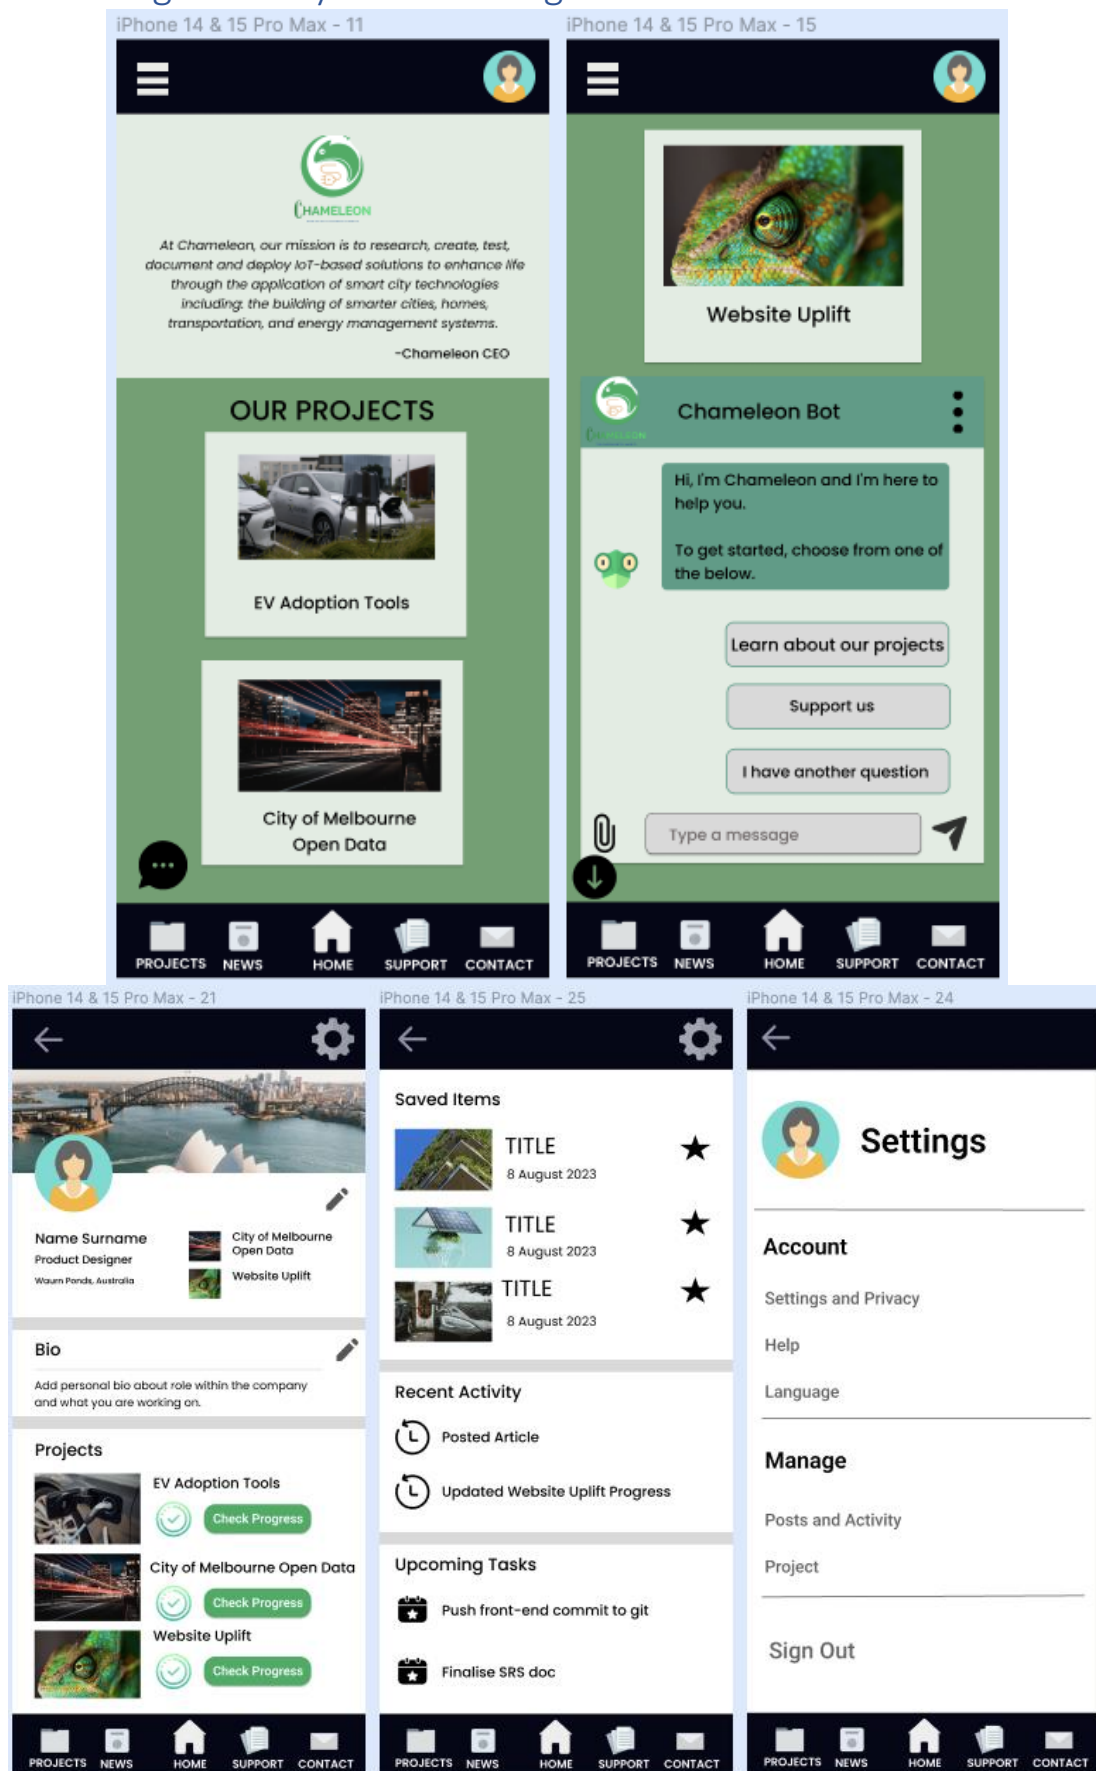 iPhone 14 & 15 Pro Max - 11
CHAMELEON
At Chameleon, our mission is to research, create, test,
document and deploy IoT-based solutions to enhance life
through the application of smart city technologies
including: the building of smarter cities, homes,
transportation, and energy management systems.
-Chameleon CEO
OUR PROJECTS
EV Adoption Tools
City of Melbourne
Open Data
PROJECTS NEWS HOME SUPPORT CONTACT
iPhone 14 & 15 Pro Max - 15
Website Uplift
CHAMELEON
Chameleon Bot
Hi, I'm Chameleon and I'm here to
help you.
To get started, choose from one of
the below.
Learn about our projects
Support us
I have another question
Type a message
PROJECTS NEWS HOME SUPPORT CONTACT
iPhone 14 & 15 Pro Max - 21
Name Surname
Product Designer
Waurn Ponds, Australia
City of Melbourne
Open Data
Website Uplift
Bio
Add personal bio about role within the company
and what you are working on.
Projects
EV Adoption Tools
Check Progress
City of Melbourne Open Data
Check Progress
Website Uplift
Check Progress
PROJECTS NEWS HOME SUPPORT CONTACT
iPhone 14 & 15 Pro Max - 25
Saved Items
TITLE
8 August 2023
TITLE
8 August 2023
TITLE
8 August 2023
Recent Activity
Posted Article
Updated Website Uplift Progress
Upcoming Tasks
Push front-end commit to git
Finalise SRS doc
PROJECTS NEWS HOME SUPPORT CONTACT
iPhone 14 & 15 Pro Max - 24
Settings
Account
Settings and Privacy
Help
Language
Manage
Posts and Activity
Project
Sign Out
PROJECTS NEWS HOME SUPPORT CONTACT